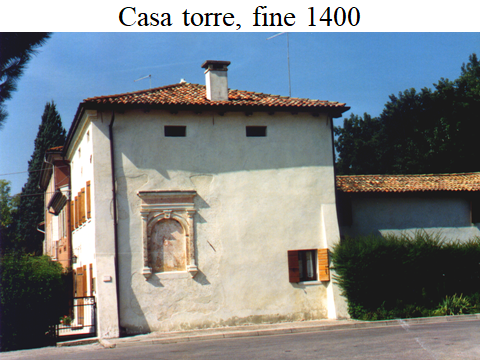 Casa torre, fine 1400